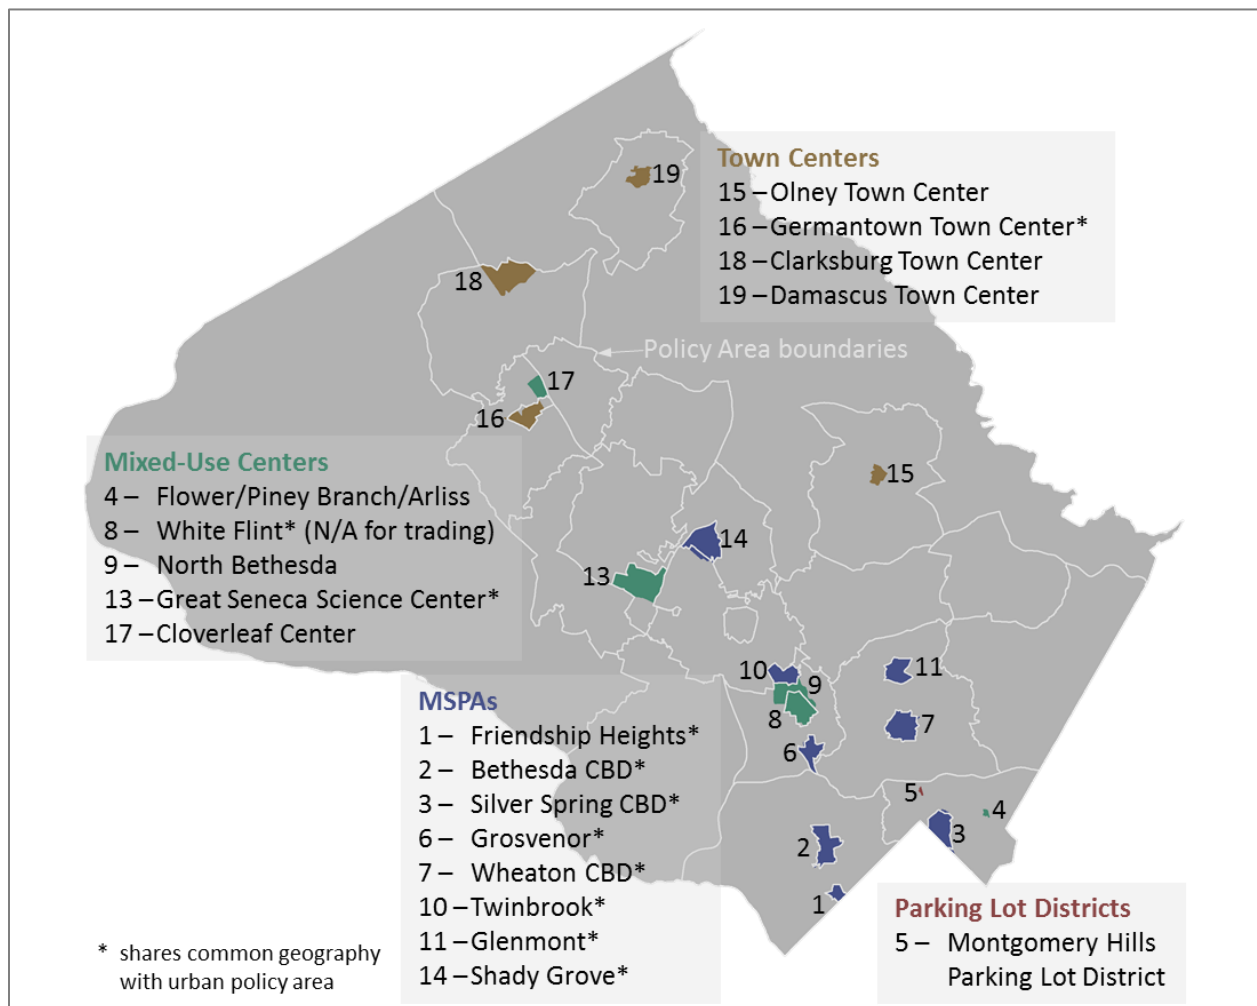 Town Centers
15 – Olney Town Center
16 – Germantown Town Center*
18 – Clarksburg Town Center
19 – Damascus Town Center
19
18
Policy Area boundaries
17
16
15
Mixed-Use Centers
4 – Flower/Piney Branch/Arliss
8 – White Flint* (N/A for trading)
9 – North Bethesda
13 – Great Seneca Science Center*
17 – Cloverleaf Center
14
13
10
9
11
8
7
6
5
4
3
2
1
MSPAs
1 – Friendship Heights*
2 – Bethesda CBD*
3 – Silver Spring CBD*
6 – Grosvenor*
7 – Wheaton CBD*
10 – Twinbrook*
11 – Glenmont*
14 – Shady Grove*
Parking Lot Districts
5 – Montgomery Hills
Parking Lot District
* shares common geography
with urban policy area